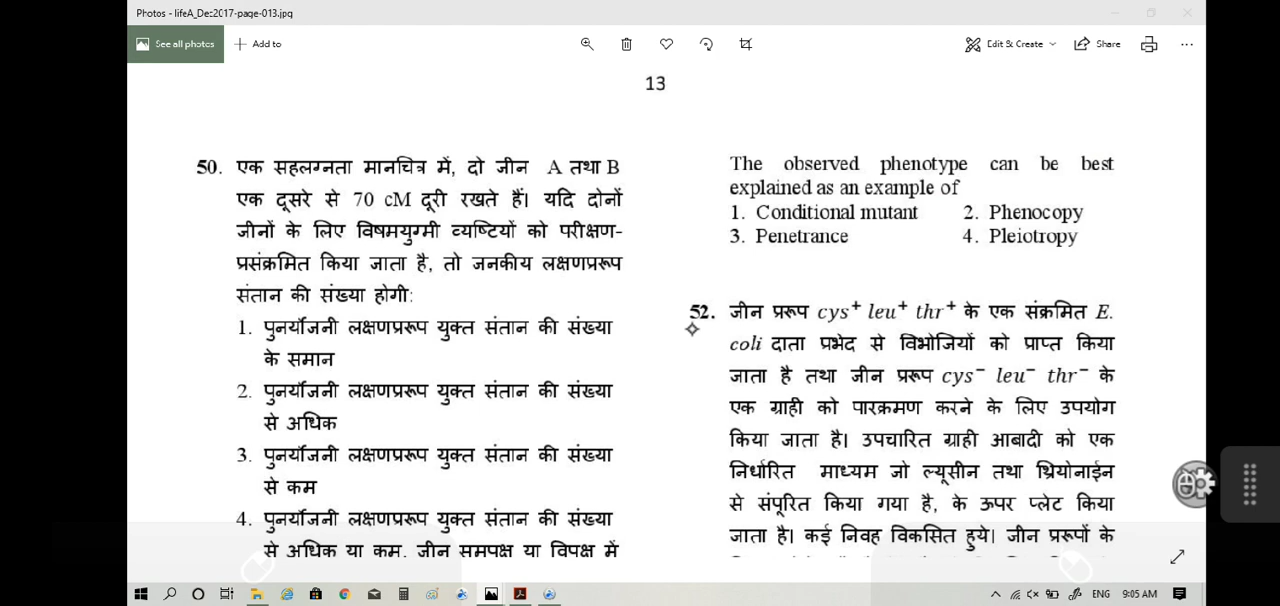 Photos - lifeA_Dec2017-page-013.jpg
See all photos
Add to
Edit & Create
Share
13
50. एक सहलग्नता मानचित्र में, दो जीन A तथा B
एक दूसरे से 70 cM दूरी रखते हैं। यदि दोनों
जीनों के लिए विषमयुग्मी व्यष्टियों को परीक्षण-
प्रसंक्रमित किया जाता है, तो जनकीय लक्षणप्ररूप
संतान की संख्या होगी:
1. पुनर्योजनी लक्षणप्ररूप युक्त संतान की संख्या
के समान
2. पुनर्योजनी लक्षणप्ररूप युक्त संतान की संख्या
से अधिक
3. पुनर्योजनी लक्षणप्ररूप युक्त संतान की संख्या
से कम
4. पुनर्योजनी लक्षणप्ररूप युक्त संतान की संख्या
से अधिक या कम, जीन समपक्ष या विपक्ष में
The observed phenotype can be best
explained as an example of
1. Conditional mutant 2. Phenocopy
3. Penetrance 4. Pleiotropy
52. जीन प्ररूप cys⁺ leu⁺ thr⁺ के एक संक्रमित E.
coli दाता प्रभेद से विभोजियों को प्राप्त किया
जाता है तथा जीन प्ररूप cys⁻ leu⁻ thr⁻ के
एक ग्राही को पारक्रमण करने के लिए उपयोग
किया जाता है। उपचारित ग्राही आबादी को एक
निर्धारित माध्यम जो ल्यूसीन तथा थ्रियोनाईन
से संपूरित किया गया है, के ऊपर प्लेट किया
जाता है। कई निवह विकसित हुये। जीन प्ररूपों के
ENG
9:05 AM